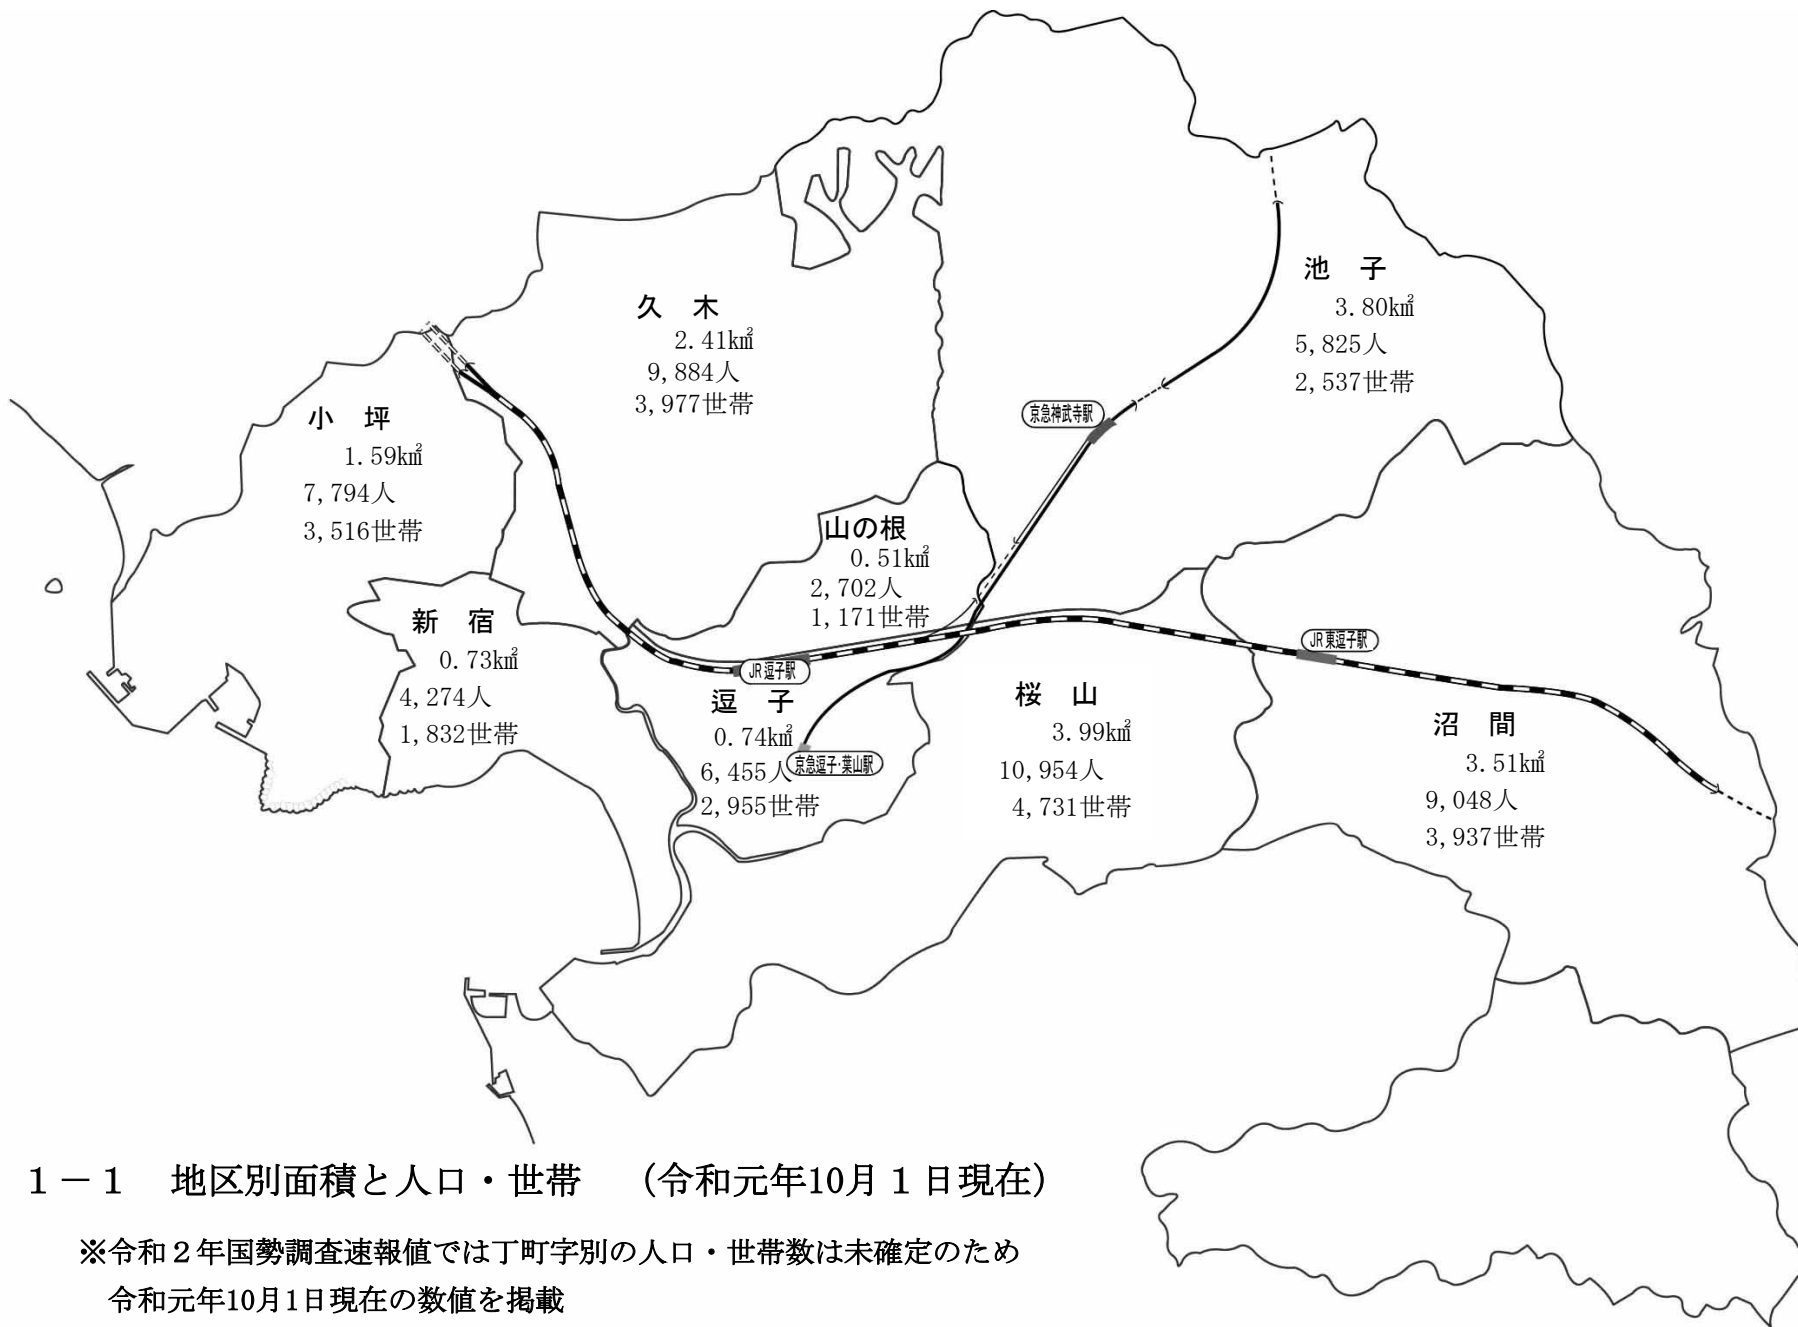 池　子
3.80k㎡
5,825人
2,537世帯
久　木
2.41k㎡
9,884人
3,977世帯
京急神武寺駅
小　坪
1.59k㎡
7,794人
3,516世帯
山の根
0.51k㎡
2,702人
1,171世帯
新　宿
0.73k㎡
4,274人
1,832世帯
JR逗子駅
JR東逗子駅
逗　子
0.74k㎡
6,455人
2,955世帯
京急逗子・葉山駅
桜　山
3.99k㎡
10,954人
4,731世帯
沼　間
3.51k㎡
9,048人
3,937世帯
１－１　地区別面積と人口・世帯　（令和元年10月１日現在）
※令和２年国勢調査速報値では丁町字別の人口・世帯数は未確定のため
令和元年10月1日現在の数値を掲載